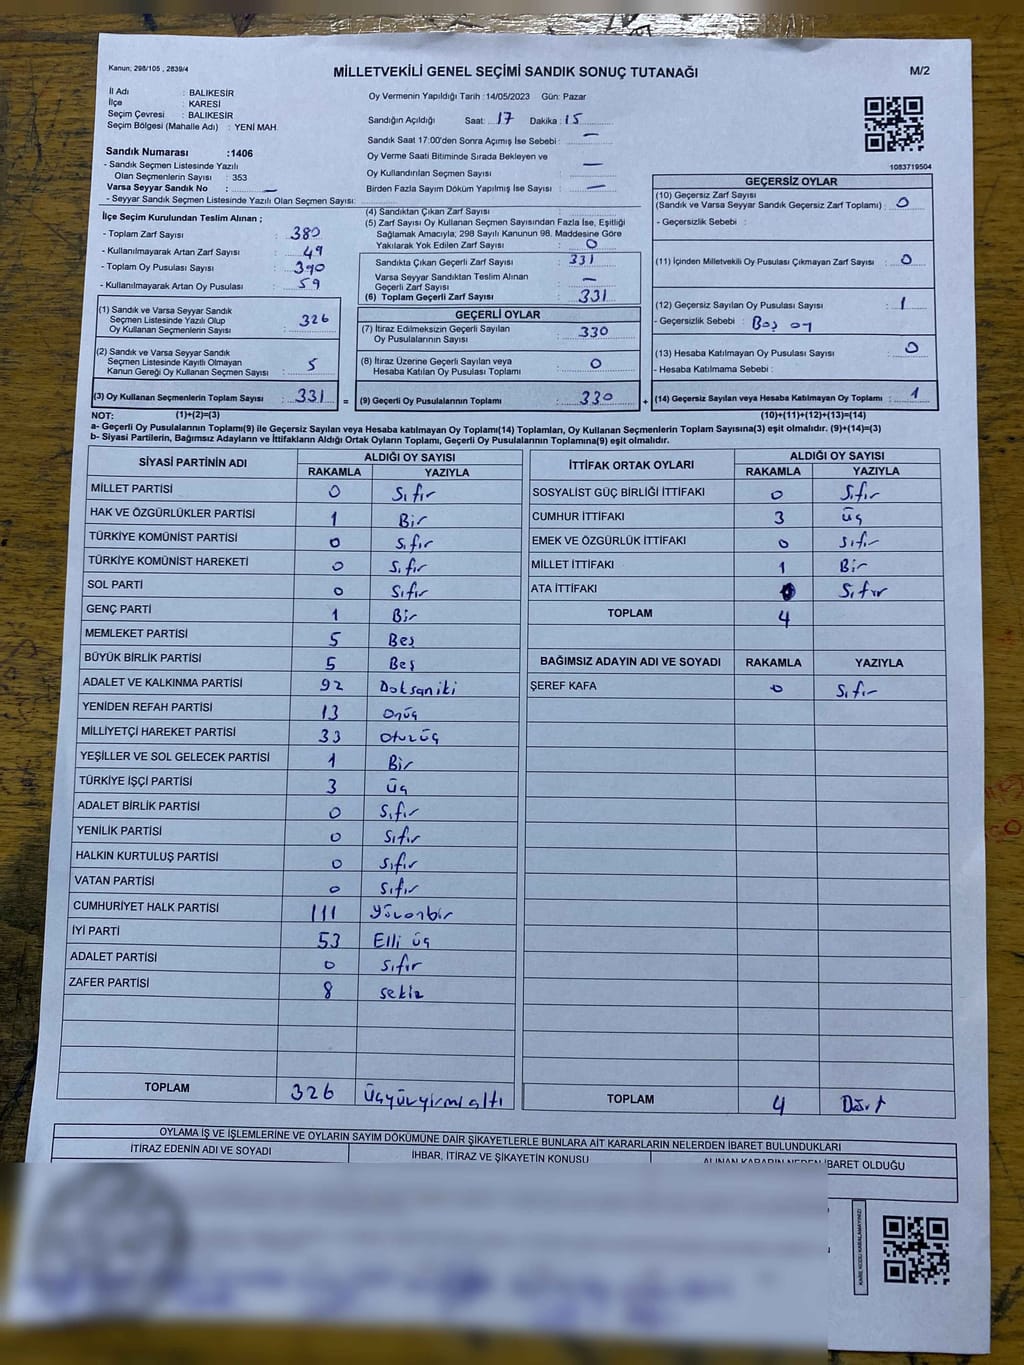 Kanun; 298/105 , 2839/4
MİLLETVEKİLİ GENEL SEÇİMİ SANDIK SONUÇ TUTANAĞI
M/2
İl Adı : BALIKESİR
İlçe : KARESİ
Seçim Çevresi : BALIKESİR
Seçim Bölgesi (Mahalle Adı) : YENİ MAH.
Sandık Numarası :1406
- Sandık Seçmen Listesinde Yazılı
Olan Seçmenlerin Sayısı : 353
Varsa Seyyar Sandık No : —
- Seyyar Sandık Seçmen Listesinde Yazılı Olan Seçmen Sayısı:
Oy Vermenin Yapıldığı Tarih :14/05/2023 Gün: Pazar
Sandığın Açıldığı Saat: 17 Dakika : 15
Sandık Saat 17:00'den Sonra Açımış İse Sebebi : —
Oy Verme Saati Bitiminde Sırada Bekleyen ve
Oy Kullandırılan Seçmen Sayısı : —
Birden Fazla Sayım Döküm Yapılmış İse Sayısı : —
1083719504
İlçe Seçim Kurulundan Teslim Alınan ;
- Toplam Zarf Sayısı : 380
- Kullanılmayarak Artan Zarf Sayısı : 49
- Toplam Oy Pusulası Sayısı : 390
- Kullanılmayarak Artan Oy Pusulası : 59
(1) Sandık ve Varsa Seyyar Sandık
Seçmen Listesinde Yazılı Olup
Oy Kullanan Seçmenlerin Sayısı : 326
(2) Sandık ve Varsa Seyyar Sandık
Seçmen Listesinde Kayıtlı Olmayan
Kanun Gereği Oy Kullanan Seçmen Sayısı : 5
(3) Oy Kullanan Seçmenlerin Toplam Sayısı : 331 =
(4) Sandıktan Çıkan Zarf Sayısı :
(5) Zarf Sayısı Oy Kullanan Seçmen Sayısından Fazla İse, Eşitliği
Sağlamak Amacıyla, 298 Sayılı Kanunun 98. Maddesine Göre
Yakılarak Yok Edilen Zarf Sayısı : 0
Sandıkta Çıkan Geçerli Zarf Sayısı : 331
Varsa Seyyar Sandıktan Teslim Alınan
Geçerli Zarf Sayısı : —
(6) Toplam Geçerli Zarf Sayısı : 331
GEÇERLİ OYLAR
(7) İtiraz Edilmeksizin Geçerli Sayılan
Oy Pusulalarının Sayısı : 330
(8) İtiraz Üzerine Geçerli Sayılan veya
Hesaba Katılan Oy Pusulası Toplamı : 0
(9) Geçerli Oy Pusulalarının Toplamı : 330 +
GEÇERSİZ OYLAR
(10) Geçersiz Zarf Sayısı
(Sandık ve Varsa Seyyar Sandık Geçersiz Zarf Toplamı) : 0
- Geçersizlik Sebebi :
(11) İçinden Milletvekili Oy Pusulası Çıkmayan Zarf Sayısı : 0
(12) Geçersiz Sayılan Oy Pusulası Sayısı : 1
- Geçersizlik Sebebi : Boş oy
(13) Hesaba Katılmayan Oy Pusulası Sayısı : 0
- Hesaba Katılmama Sebebi :
(14) Geçersiz Sayılan veya Hesaba Katılmayan Oy Toplamı : 1
NOT: (1)+(2)=(3) (10)+(11)+(12)+(13)=(14)
a- Geçerli Oy Pusulalarının Toplamı(9) ile Geçersiz Sayılan veya Hesaba katılmayan Oy Toplamı(14) Toplamları, Oy Kullanan Seçmenlerin Toplam Sayısına(3) eşit olmalıdır. (9)+(14)=(3)
b- Siyasi Partilerin, Bağımsız Adayların ve İttifakların Aldığı Ortak Oyların Toplamı, Geçerli Oy Pusulalarının Toplamına(9) eşit olmalıdır.
SİYASİ PARTİNİN ADI ALDIĞI OY SAYISI
RAKAMLA YAZIYLA
MİLLET PARTİSİ 0 Sıfır
HAK VE ÖZGÜRLÜKLER PARTİSİ 1 Bir
TÜRKİYE KOMÜNİST PARTİSİ 0 Sıfır
TÜRKİYE KOMÜNİST HAREKETİ 0 Sıfır
SOL PARTİ 0 Sıfır
GENÇ PARTİ 1 Bir
MEMLEKET PARTİSİ 5 Beş
BÜYÜK BİRLİK PARTİSİ 5 Beş
ADALET VE KALKINMA PARTİSİ 92 Doksaniki
YENİDEN REFAH PARTİSİ 13 Onüç
MİLLİYETÇİ HAREKET PARTİSİ 33 Otuzüç
YEŞİLLER VE SOL GELECEK PARTİSİ 1 Bir
TÜRKİYE İŞÇİ PARTİSİ 3 Üç
ADALET BİRLİK PARTİSİ 0 Sıfır
YENİLİK PARTİSİ 0 Sıfır
HALKIN KURTULUŞ PARTİSİ 0 Sıfır
VATAN PARTİSİ 0 Sıfır
CUMHURİYET HALK PARTİSİ 111 Yüzonbir
İYİ PARTİ 53 Elli üç
ADALET PARTİSİ 0 Sıfır
ZAFER PARTİSİ 8 sekiz
TOPLAM 326 Üçyüzyirmialtı
İTTİFAK ORTAK OYLARI ALDIĞI OY SAYISI
RAKAMLA YAZIYLA
SOSYALİST GÜÇ BİRLİĞİ İTTİFAKI 0 Sıfır
CUMHUR İTTİFAKI 3 Üç
EMEK VE ÖZGÜRLÜK İTTİFAKI 0 Sıfır
MİLLET İTTİFAKI 1 Bir
ATA İTTİFAKI 0 Sıfır
TOPLAM 4
BAĞIMSIZ ADAYIN ADI VE SOYADI RAKAMLA YAZIYLA
ŞEREF KAFA 0 Sıfır
TOPLAM 4 Dört
OYLAMA İŞ VE İŞLEMLERİNE VE OYLARIN SAYIM DÖKÜMÜNE DAİR ŞİKAYETLERLE BUNLARA AİT KARARLARIN NELERDEN İBARET BULUNDUKLARI
İTİRAZ EDENİN ADI VE SOYADI İHBAR, İTİRAZ VE ŞİKAYETİN KONUSU ALINAN KARARIN NEDEN İBARET OLDUĞU
KARE KODU KARALAMAYINIZ!